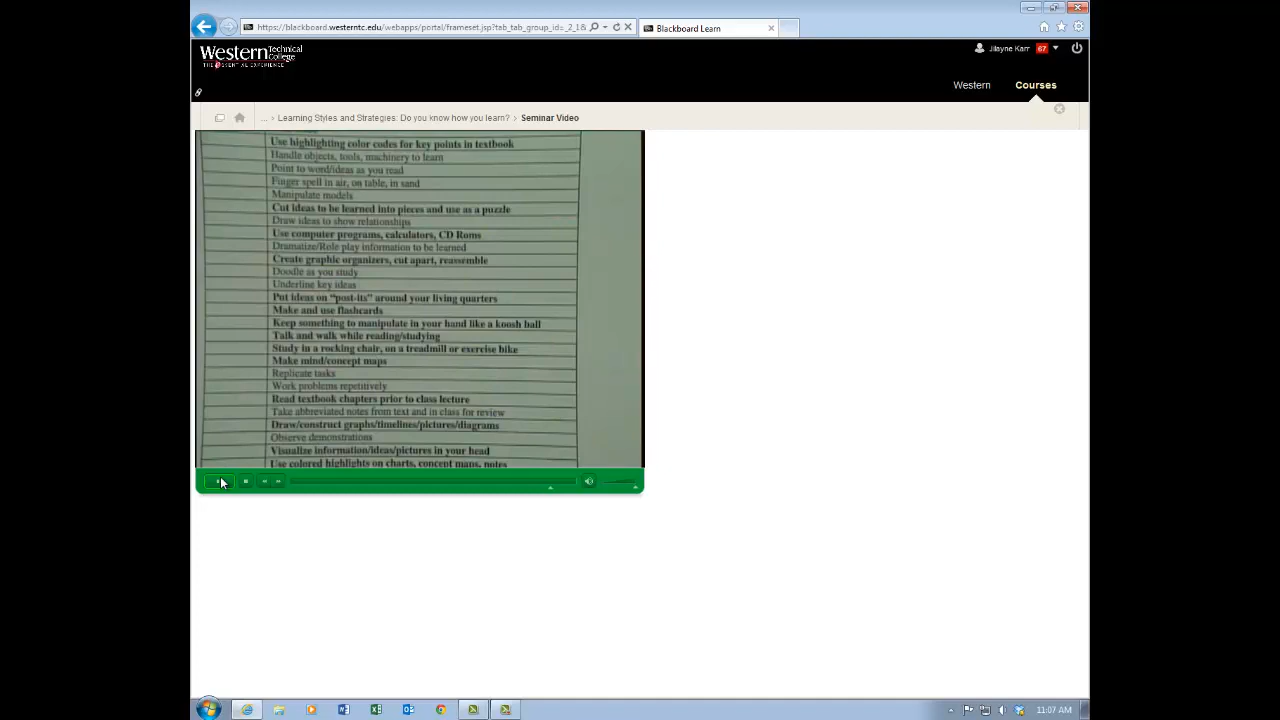 https://blackboard.westerntc.edu/webapps/portal/frameset.jsp?tab_tab_group_id=_2_1&
Blackboard Learn
Western Technical College
THE ESSENTIAL EXPERIENCE
Jilayne Karr 67
Western Courses
... › Learning Styles and Strategies: Do you know how you learn? › Seminar Video
Use highlighting color codes for key points in textbook
Handle objects, tools, machinery to learn
Point to word/ideas as you read
Finger spell in air, on table, in sand
Manipulate models
Cut ideas to be learned into pieces and use as a puzzle
Draw ideas to show relationships
Use computer programs, calculators, CD Roms
Dramatize/Role play information to be learned
Create graphic organizers, cut apart, reassemble
Doodle as you study
Underline key ideas
Put ideas on “post-its” around your living quarters
Make and use flashcards
Keep something to manipulate in your hand like a koosh ball
Talk and walk while reading/studying
Study in a rocking chair, on a treadmill or exercise bike
Make mind/concept maps
Replicate tasks
Work problems repetitively
Read textbook chapters prior to class lecture
Take abbreviated notes from text and in class for review
Draw/construct graphs/timelines/pictures/diagrams
Observe demonstrations
Visualize information/ideas/pictures in your head
Use colored highlights on charts, concept maps, notes
11:07 AM